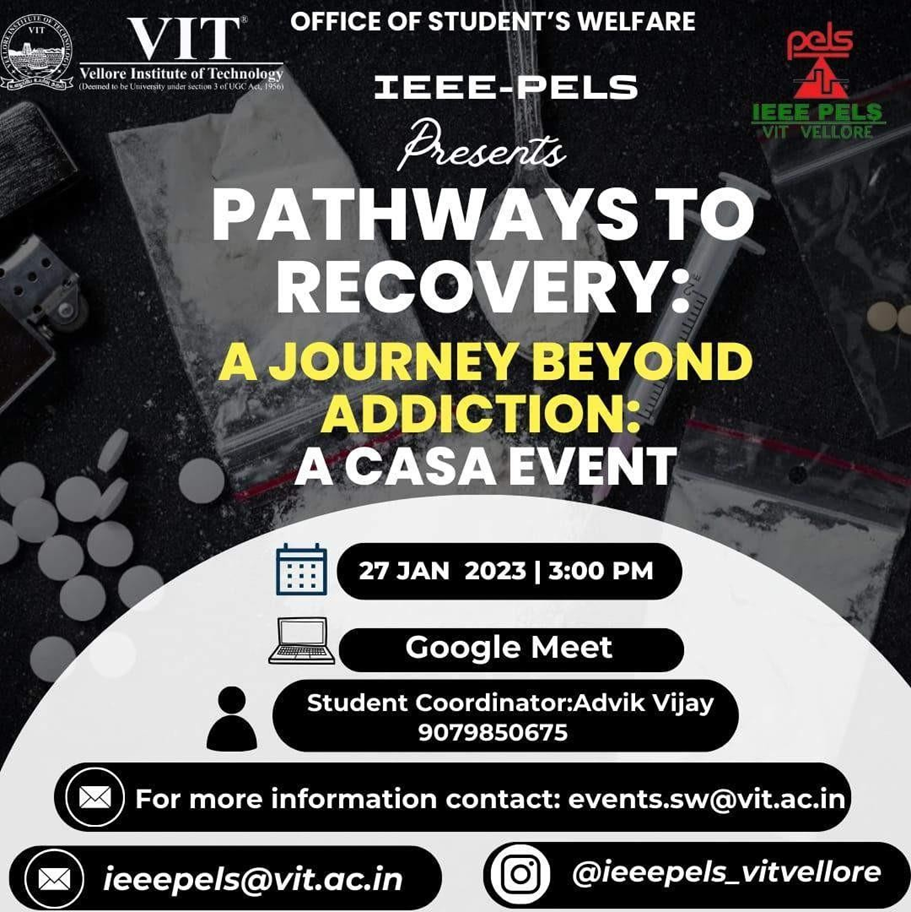 VIT®
Vellore Institute of Technology
(Deemed to be University under section 3 of UGC Act, 1956)
VIT
OFFICE OF STUDENT'S WELFARE
IEEE-PELS
pels
IEEE PELS
VIT VELLORE
Presents
PATHWAYS TO
RECOVERY:
A JOURNEY BEYOND
ADDICTION:
A CASA EVENT
27 JAN 2023 | 3:00 PM
Google Meet
Student Coordinator:Advik Vijay
9079850675
For more information contact: events.sw@vit.ac.in
ieeepels@vit.ac.in
@ieeepels_vitvellore